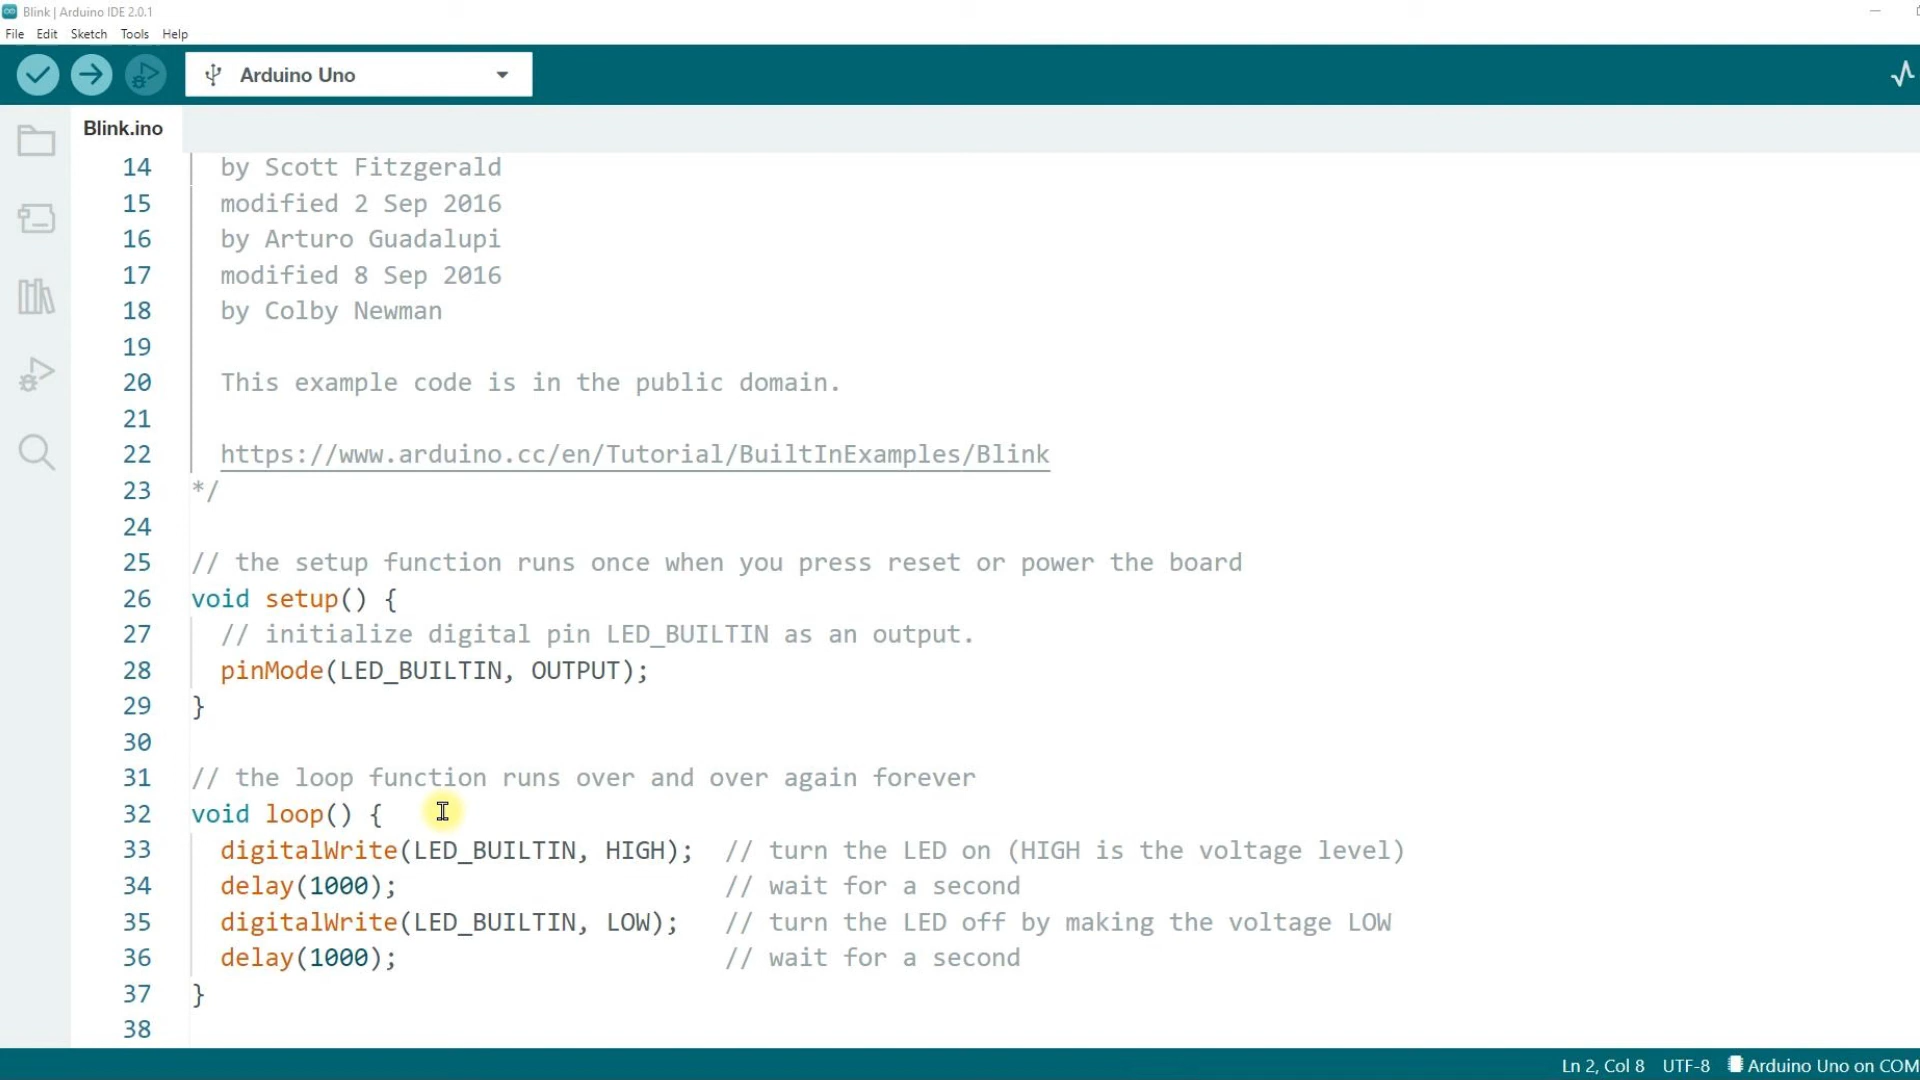 Blink | Arduino IDE 2.0.1
File Edit Sketch Tools Help
Arduino Uno
Blink.ino
14 by Scott Fitzgerald
15 modified 2 Sep 2016
16 by Arturo Guadalupi
17 modified 8 Sep 2016
18 by Colby Newman
19
20 This example code is in the public domain.
21
22 https://www.arduino.cc/en/Tutorial/BuiltInExamples/Blink
23 */
24
25 // the setup function runs once when you press reset or power the board
26 void setup() {
27 // initialize digital pin LED_BUILTIN as an output.
28 pinMode(LED_BUILTIN, OUTPUT);
29 }
30
31 // the loop function runs over and over again forever
32 void loop() {
33 digitalWrite(LED_BUILTIN, HIGH); // turn the LED on (HIGH is the voltage level)
34 delay(1000); // wait for a second
35 digitalWrite(LED_BUILTIN, LOW); // turn the LED off by making the voltage LOW
36 delay(1000); // wait for a second
37 }
38
Ln 2, Col 8 UTF-8 Arduino Uno on COM